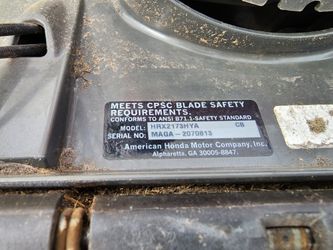 MEETS CPSC BLADE SAFETY
REQUIREMENTS.
CONFORMS TO ANSI B71.1-SAFETY STANDARD
MODEL: HRX2173HYA CB
SERIAL NO: MAGA-2070813
American Honda Motor Company, Inc.
Alpharetta, GA 30005-8847.